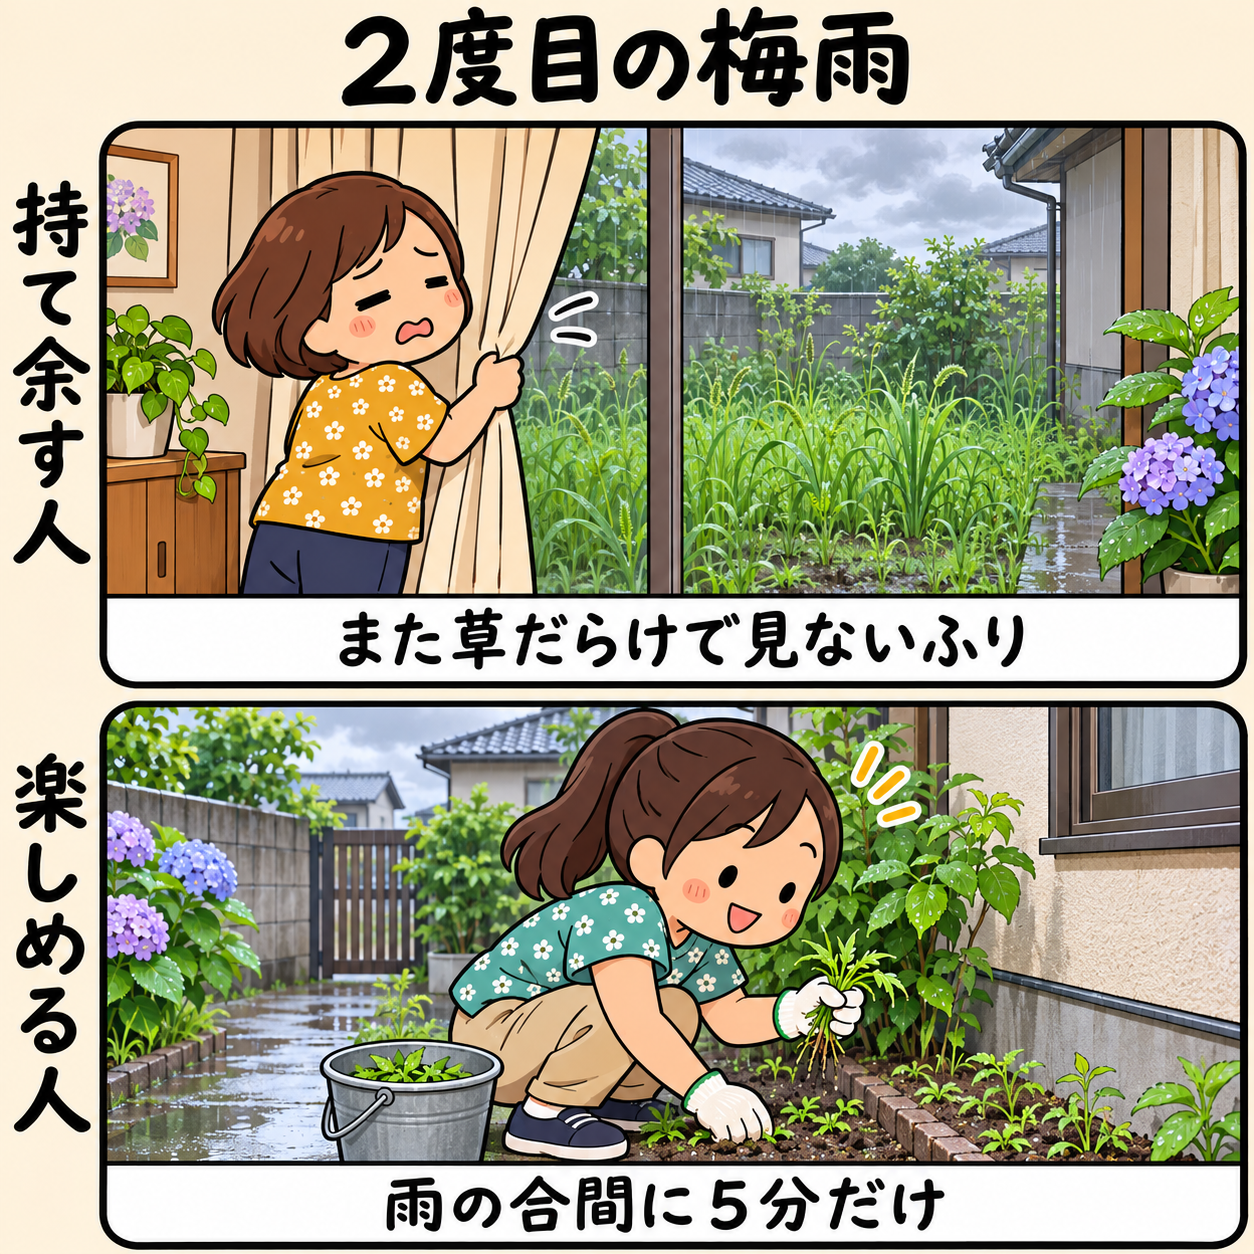 2度目の梅雨
持て余す人
また草だらけで見ないふり
楽しめる人
雨の合間に5分だけ